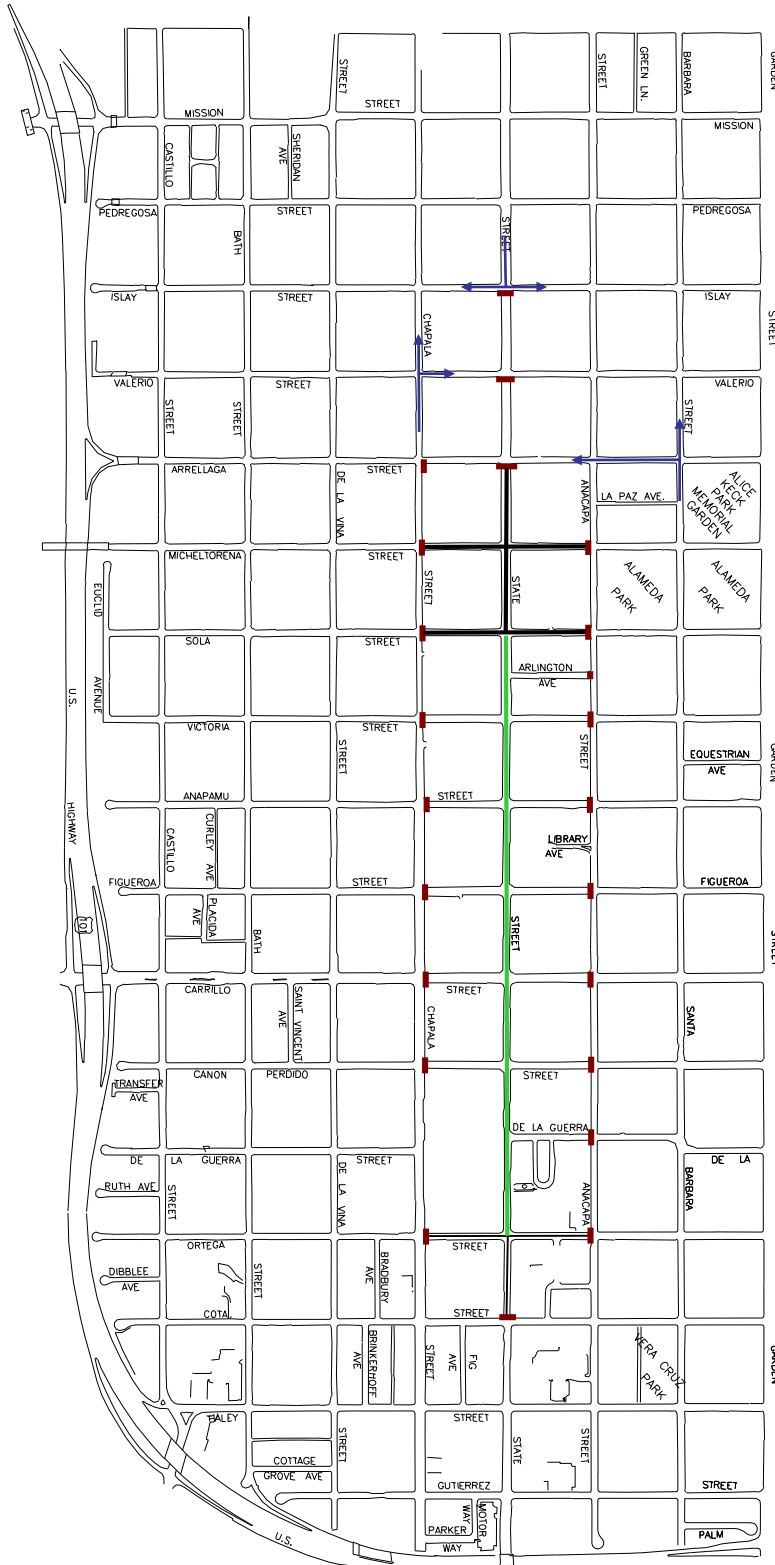 GARDEN
STREET
GREEN LN.
STREET
BARBARA
STREET
MISSION
MISSION
CASTILLO
SHERIDAN
AVE
PEDREGOSA
STREET
PEDREGOSA
STREET
BATH
ISLAY
STREET
ISLAY
STREET
CHAPALA
VALERIO
STREET
VALERIO
STREET
STREET
STREET
ARRELLAGA
STREET
DE LA VINA
ANACAPA
LA PAZ AVE.
ALICE
KECK
PARK
MEMORIAL
GARDEN
MICHELTORENA
STREET
STREET
STATE
ALAMEDA
PARK
ALAMEDA
PARK
EUCLID
AVENUE
SOLA
STREET
ARLINGTON
AVE
U.S.
VICTORIA
STREET
STREET
STREET
EQUESTRIAN
AVE
GARDEN
ANAPAMU
STREET
HIGHWAY
CASTILLO
CURLEY AVE
LIBRARY
AVE
FIGUEROA
STREET
FIGUEROA
PLACIDA
AVE
101
BATH
STREET
STREET
CARRILLO
STREET
SAINT VINCENT
AVE
CHAPALA
SANTA
CANON
PERDIDO
STREET
TRANSFER
AVE
DE LA GUERRA
DE LA GUERRA
STREET
DE LA
RUTH AVE
STREET
DE LA VINA
ANACAPA
BARBARA
ORTEGA
STREET
DIBBLEE
AVE
STREET
BRADBURY
AVE
COTA
STREET
BRINKERHOFF
AVE
STREET
FIG
AVE
VERA CRUZ
PARK
GARDEN
HALEY
STREET
STREET
STATE
STREET
COTTAGE
GROVE AVE
GUTIERREZ
STREET
PARKER
WAY
MOTOR
WAY
PALM
U.S.